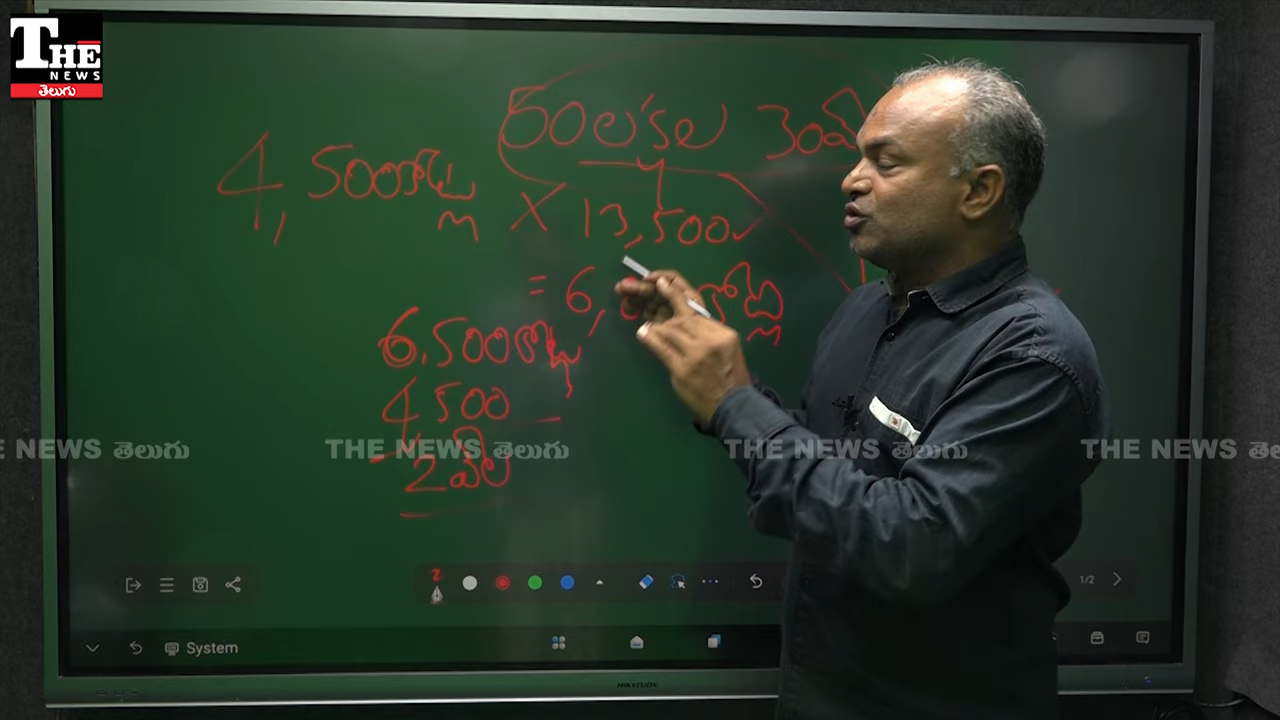 THE
NEWS
తెలుగు
50లక్షల
4,500కోట్ల
X 13,500
= 6,
కోట్ల
6,500కోట్ల
4,500 –
2వేల
THE NEWS తెలుగు THE NEWS తెలుగు THE NEWS తెలుగు THE NEWS తెలు
1/2
System
HIKVISION